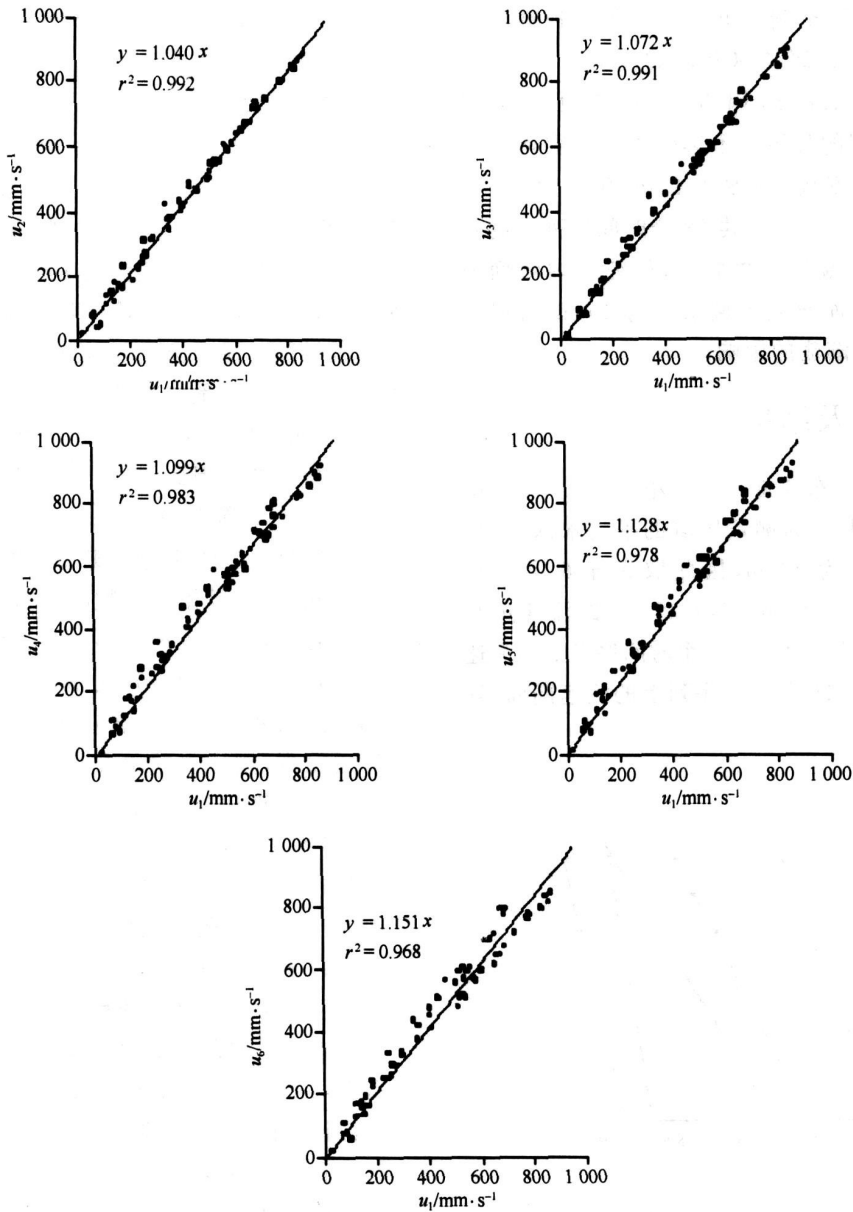 1 000
y = 1.040 x
r² = 0.992
800
600
400
200
0
u₂/mm·s⁻¹
0 200 400 600 800 1 000
1 000
y = 1.072 x
r² = 0.991
800
600
400
200
0
u₃/mm·s⁻¹
0 200 400 600 800 1 000
u₁/mm·s⁻¹
1 000
y = 1.099x
r² = 0.983
800
600
400
200
0
u₄/mm·s⁻¹
0 200 400 600 800 1 000
u₁/mm·s⁻¹
1 000
800
y = 1.128x
r² = 0.978
600
400
200
0
u₅/mm·s⁻¹
0 200 400 600 800 1 000
u₁/mm·s⁻¹
1 000
800
y = 1.151x
r² = 0.968
600
400
200
0
u₆/mm·s⁻¹
0 200 400 600 800 1 000
u₁/mm·s⁻¹